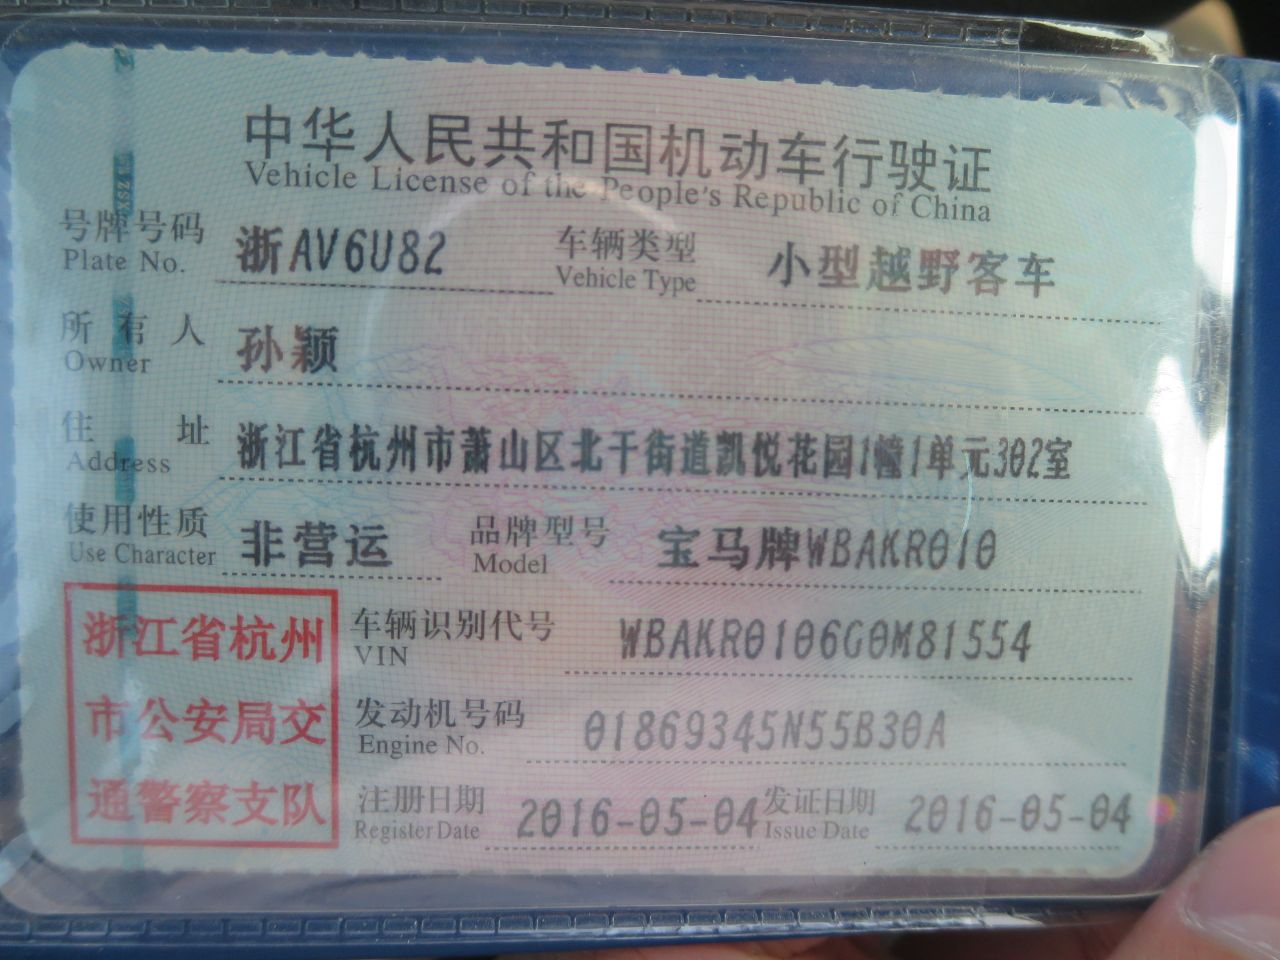 中华人民共和国机动车行驶证
Vehicle License of the People's Republic of China
号牌号码 浙AV6U82 车辆类型 小型越野客车
Plate No. Vehicle Type
所有人 孙颖
Owner
住址 浙江省杭州市萧山区北干街道凯悦花园1幢1单元302室
Address
使用性质 非营运 品牌型号 宝马牌WBAKR010
Use Character Model
浙江省杭州
市公安局交
通警察支队
车辆识别代号 WBAKR0106G0M81554
VIN
发动机号码 01869345N55B30A
Engine No.
注册日期 2016-05-04 发证日期 2016-05-04
Register Date Issue Date